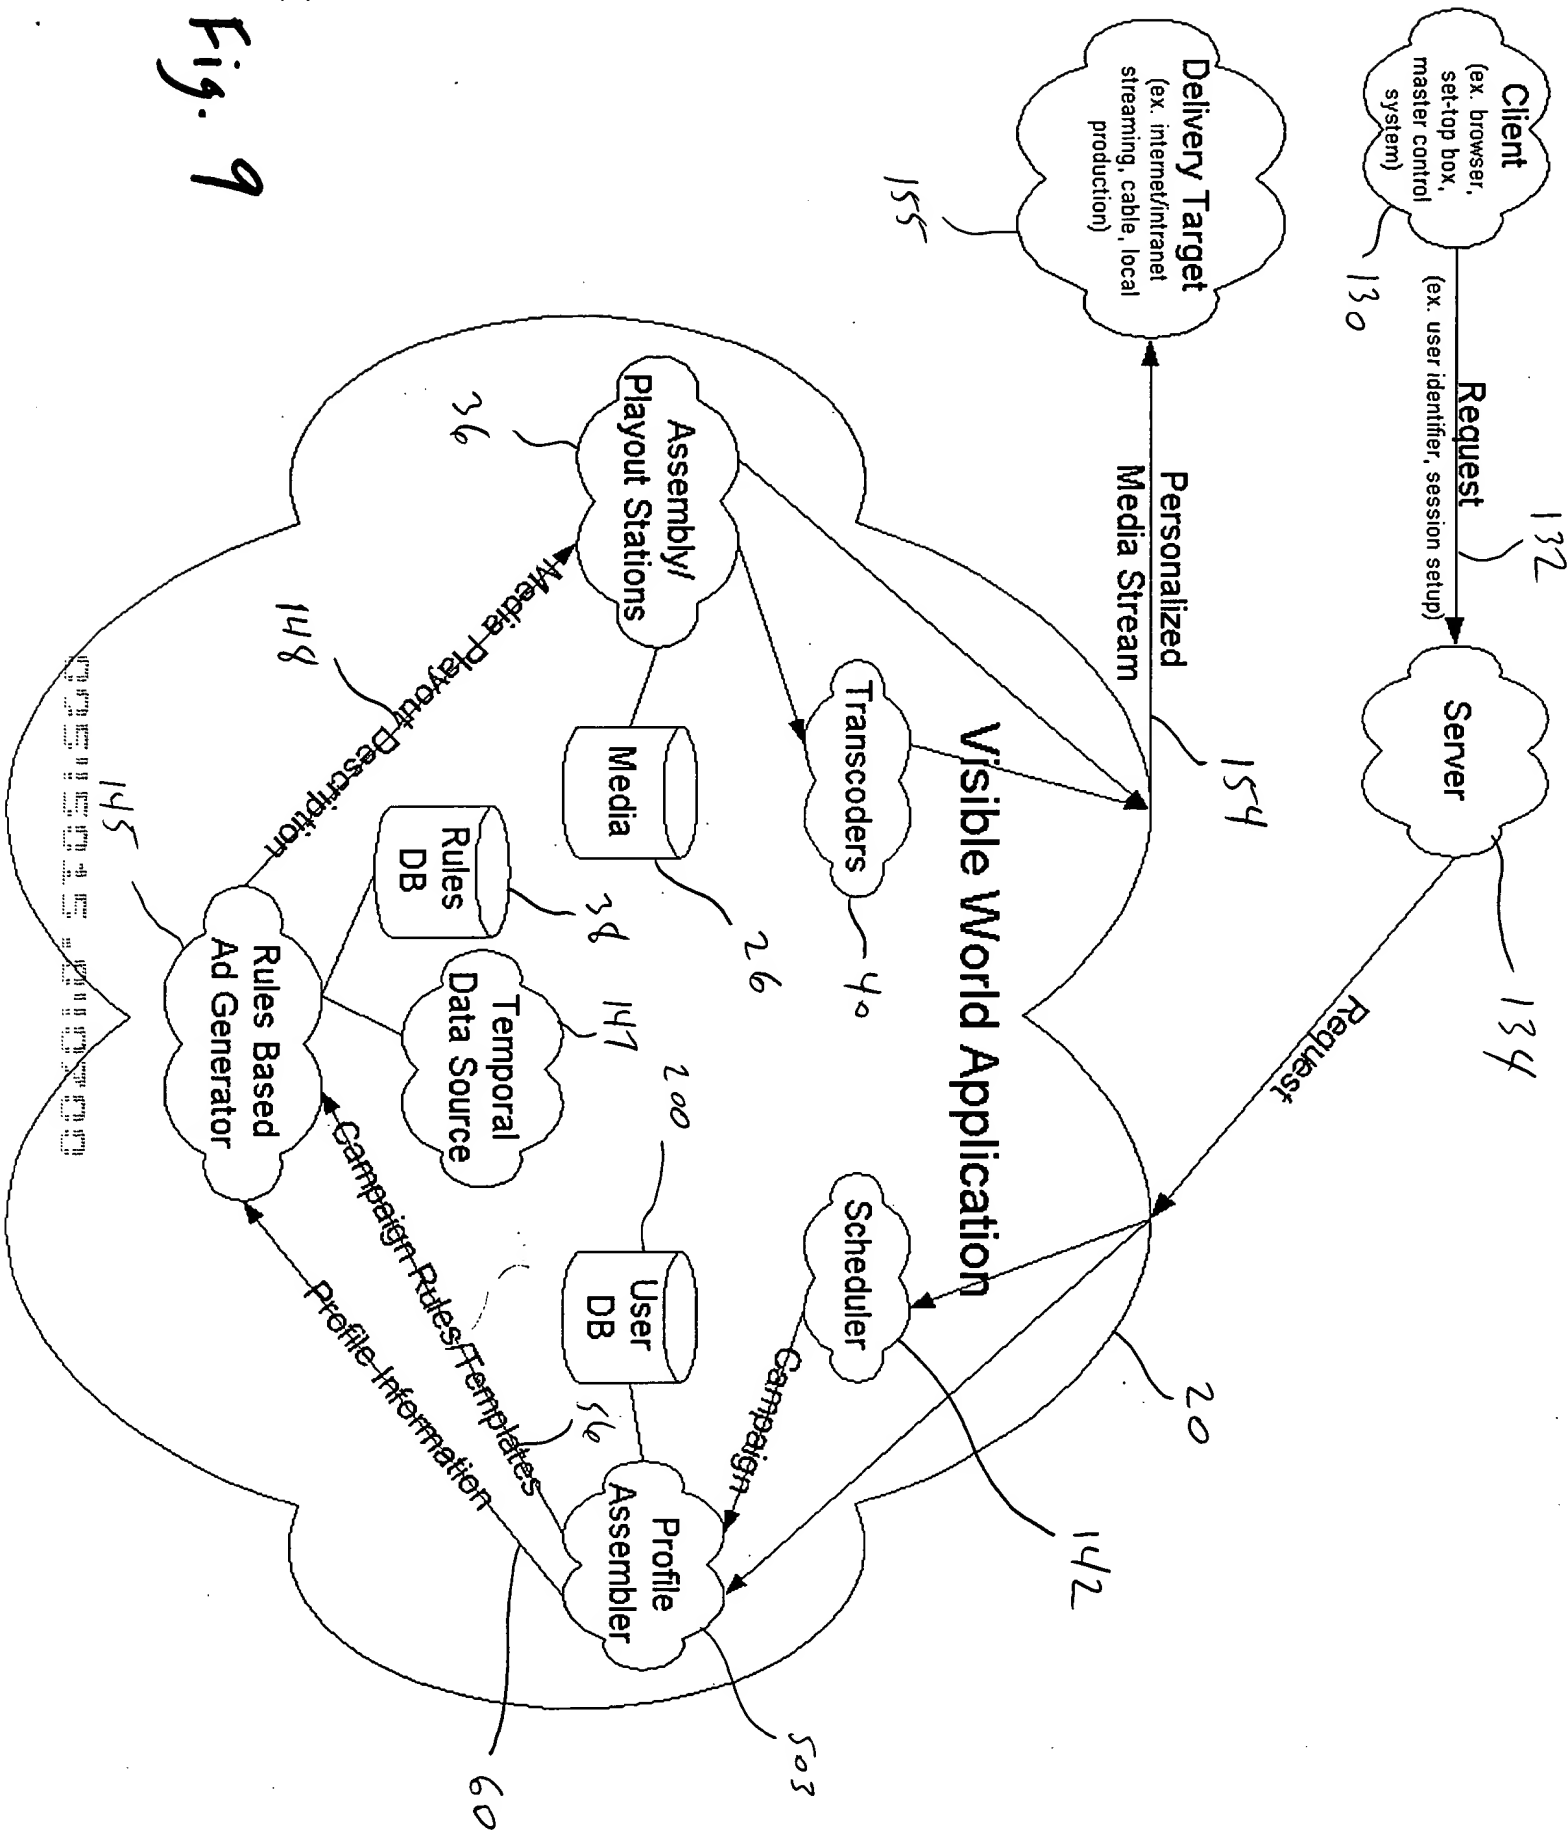 Client
(ex. browser,
set-top box,
master control
system)
130
Request
(ex. user identifier, session setup)
132
Server
134
Request
Delivery Target
(ex. internet/intranet
streaming, cable, local
production)
155
Personalized
Media Stream
154
20
Visible World Application
Assembly/
Playout Stations
36
Transcoders
40
Media
26
Scheduler
142
Campaign
User
DB
200
Profile
Assembler
503
Rules
DB
38
Temporal
Data Source
147
Media Playout Description
148
Campaign Rules/Templates
56
Profile Information
60
Rules Based
Ad Generator
145
Fig. 9